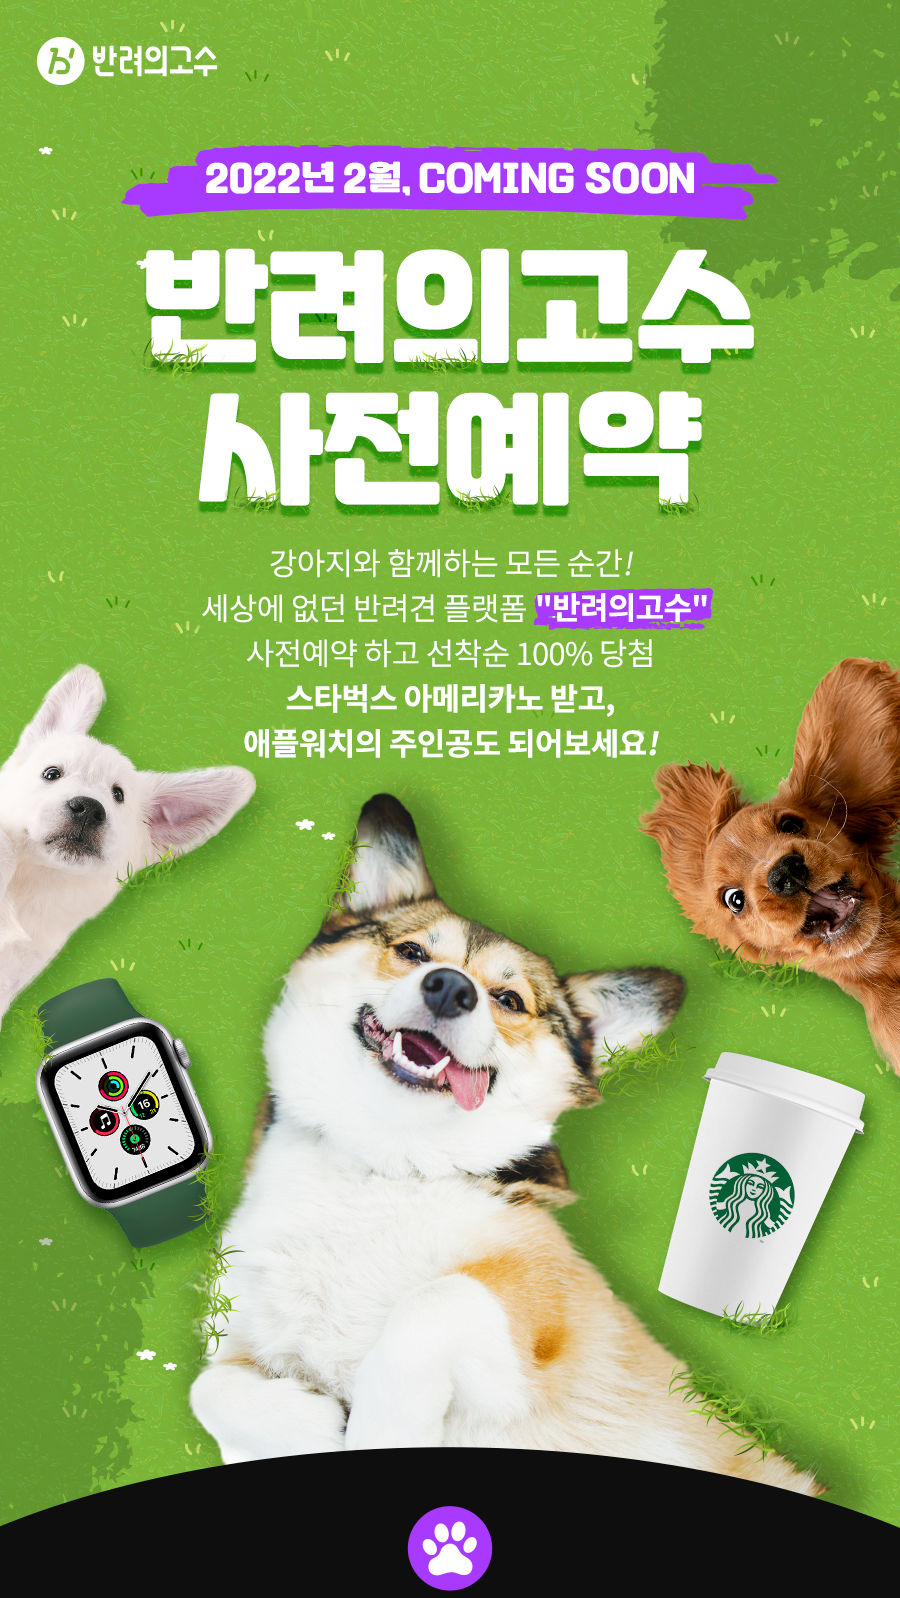 반려의고수
2022년 2월, COMING SOON
반려의고수
사전예약
강아지와 함께하는 모든 순간!
세상에 없던 반려견 플랫폼 "반려의고수"
사전예약 하고 선착순 100% 당첨
스타벅스 아메리카노 받고,
애플워치의 주인공도 되어보세요!
16